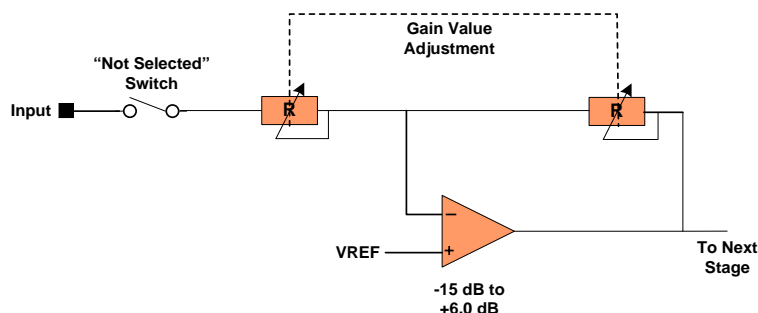 Gain Value
Adjustment
“Not Selected”
Switch
Input
R
R
−
+
VREF
To Next
Stage
-15 dB to
+6.0 dB